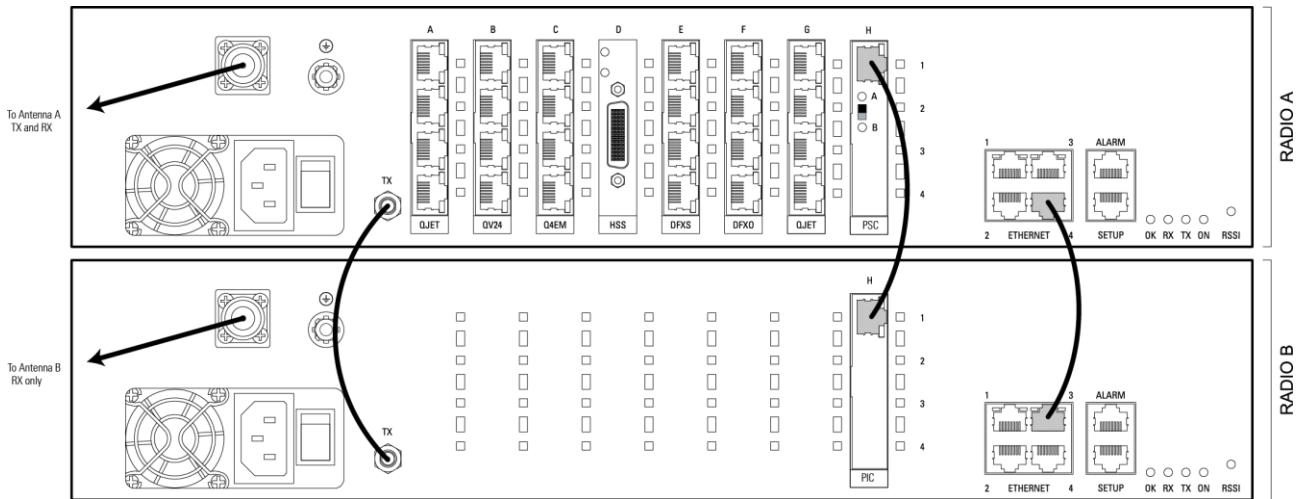 A B C D E F G H
1
To Antenna A
TX and RX
A
2
B
3
TX
4
1 3 ALARM
QJET QV24 Q4EM HSS DFXS DFXO QJET PSC
2 ETHERNET 4 SETUP OK RX TX ON RSSI
RADIO A
H
1
To Antenna B
RX only
2
3
1 3 ALARM
TX
4
PIC
2 ETHERNET 4 SETUP OK RX TX ON RSSI
RADIO B